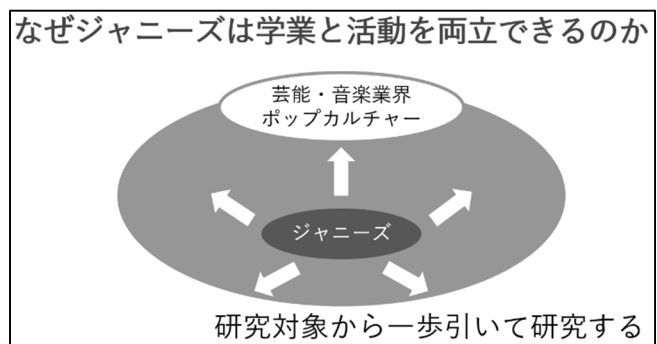 なぜジャニーズは学業と活動を両立できるのか
芸能・音楽業界
ポップカルチャー
ジャニーズ
研究対象から一歩引いて研究する